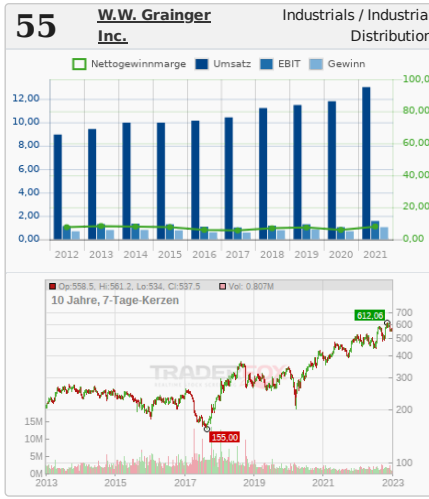 55
W.W. Grainger
Inc.
Industrials / Industria
Distribution
Nettogewinnmarge Umsatz EBIT Gewinn
100,0
12,00
80,00
10,00
8,00
60,00
6,00
40,00
4,00
20,00
2,00
0,00
0,00
2012 2013 2014 2015 2016 2017 2018 2019 2020 2021
Op:558.5, Hi:561.2, Lo:534, Cl:537.5 Vol: 0.807M
10 Jahre, 7-Tage-Kerzen
612,06
700
600
500
400
300
200
100
TRADERFOX
155,00
15M
10M
5M
0M
2013 2015 2017 2019 2021 2023